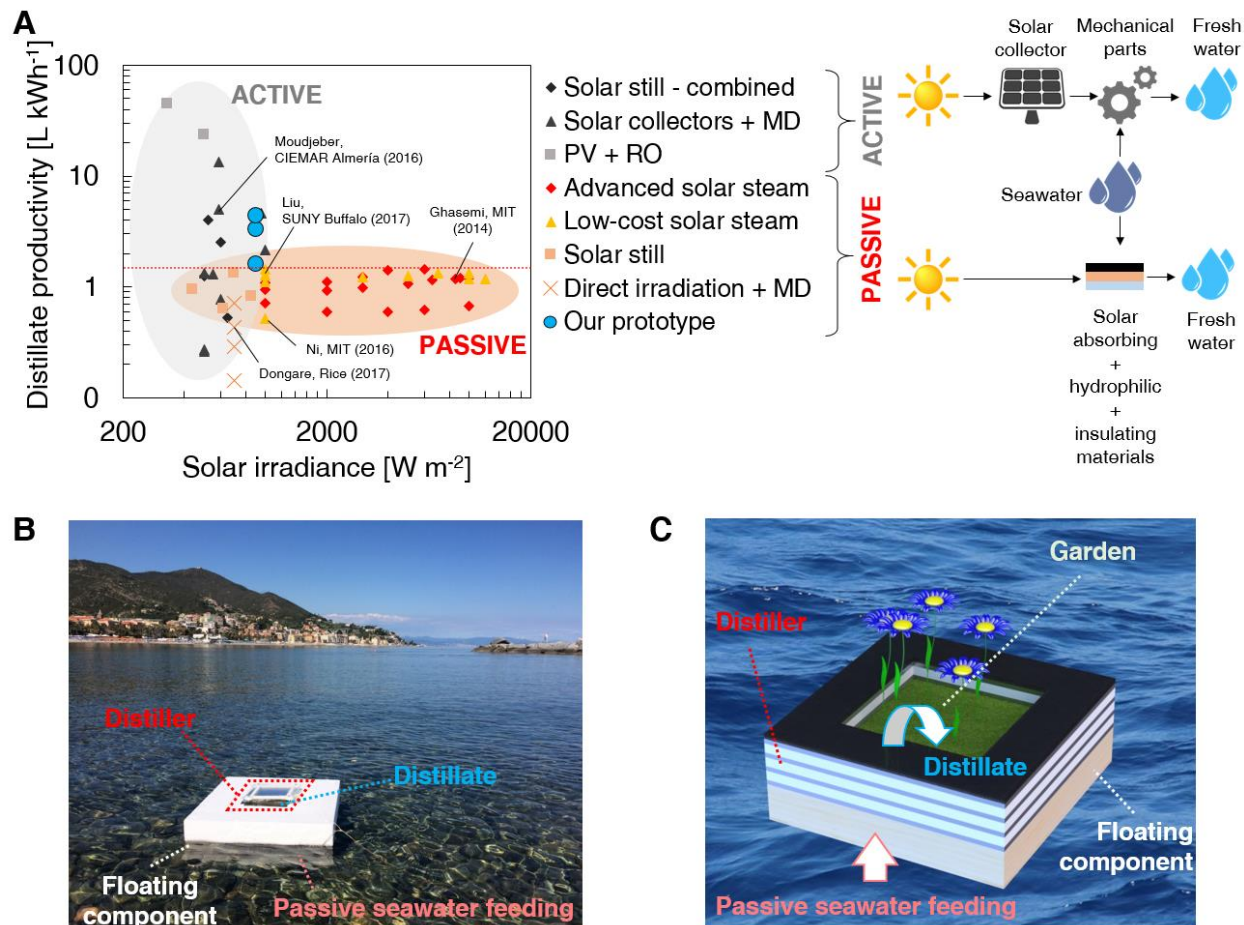 A
Distillate productivity [L kWh-1]
100
10
1
0
200
2000
20000
Solar irradiance [W m-2]
ACTIVE
Moudjeber,
CIEMAR Almería (2016)
Liu,
SUNY Buffalo (2017)
Ghasemi, MIT
(2014)
PASSIVE
Ni, MIT (2016)
Dongare, Rice (2017)
Solar still - combined
Solar collectors + MD
PV + RO
Advanced solar steam
Low-cost solar steam
Solar still
Direct irradiation + MD
Our prototype
ACTIVE
PASSIVE
Solar
collector
Mechanical
parts
Fresh
water
Seawater
Solar
absorbing
+
hydrophilic
+
insulating
materials
Fresh
water
B
Distiller
Distillate
Floating
component
Passive seawater feeding
C
Garden
Distiller
Distillate
Floating
component
Passive seawater feeding